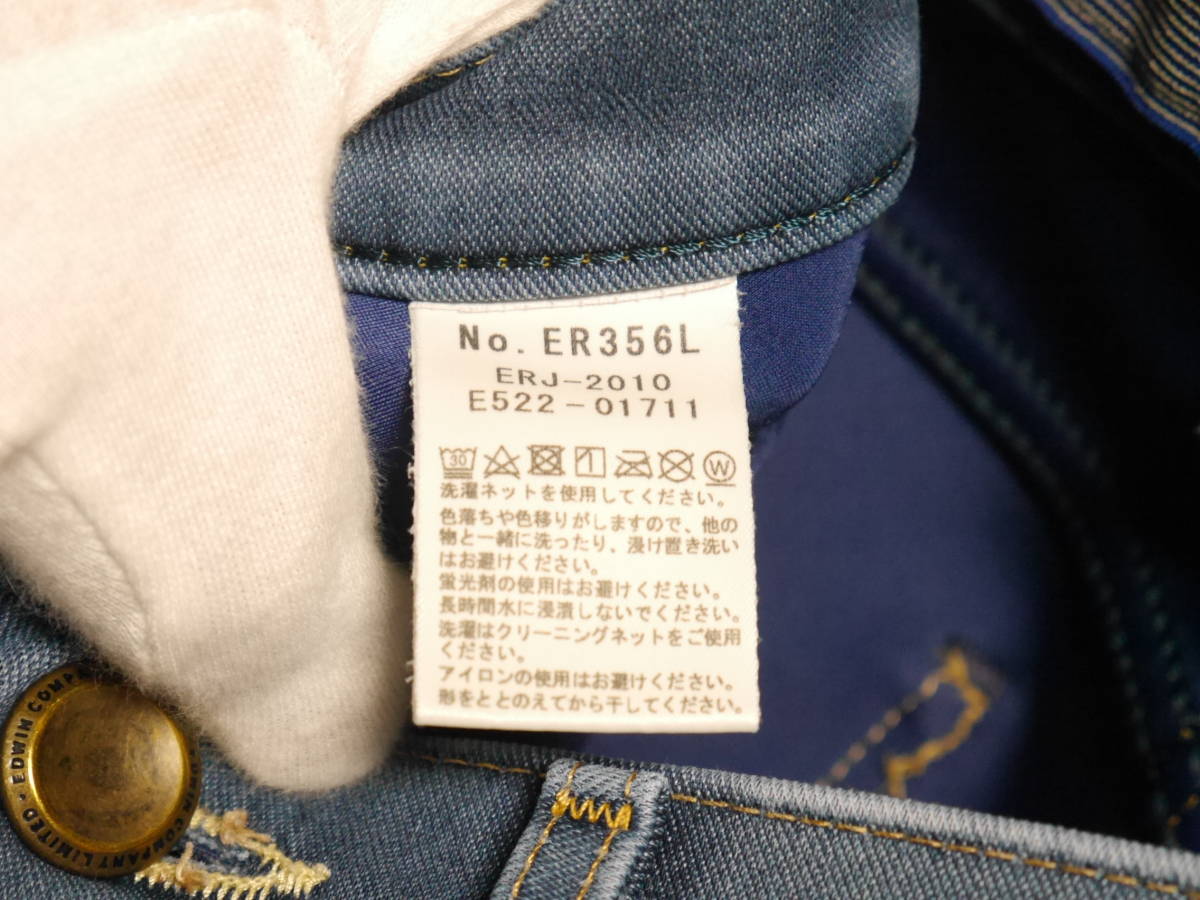 No. ER356L
ERJ-2010
E522-01711
30 W
洗濯ネットを使用してください。
色落ちや色移りがしますので、他の
物と一緒に洗ったり、浸け置き洗い
はお避けください。
蛍光剤の使用はお避けください。
長時間水に浸漬しないでください。
洗濯はクリーニングネットをご使用
ください。
アイロンの使用はお避けください。
形をととのえてから干してください。
EDWIN COMPANY LIMITED